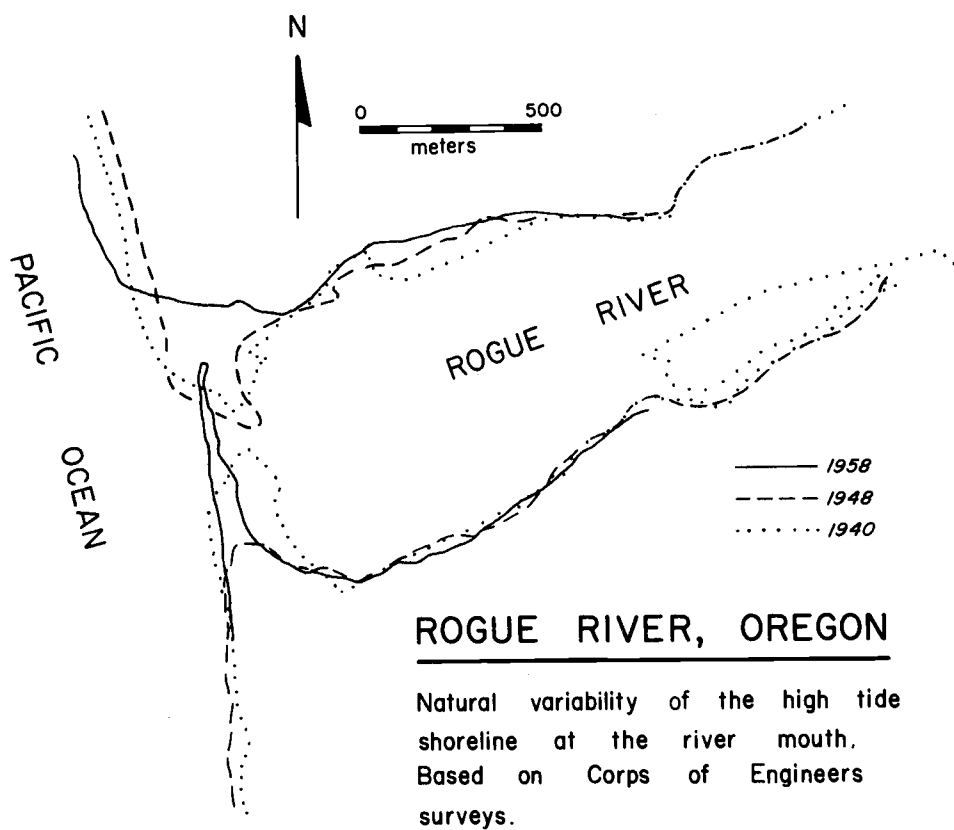 N
0 500
meters
PACIFIC
OCEAN
ROGUE RIVER
1958
1948
1940
ROGUE RIVER, OREGON
Natural variability of the high tide
shoreline at the river mouth.
Based on Corps of Engineers
surveys.